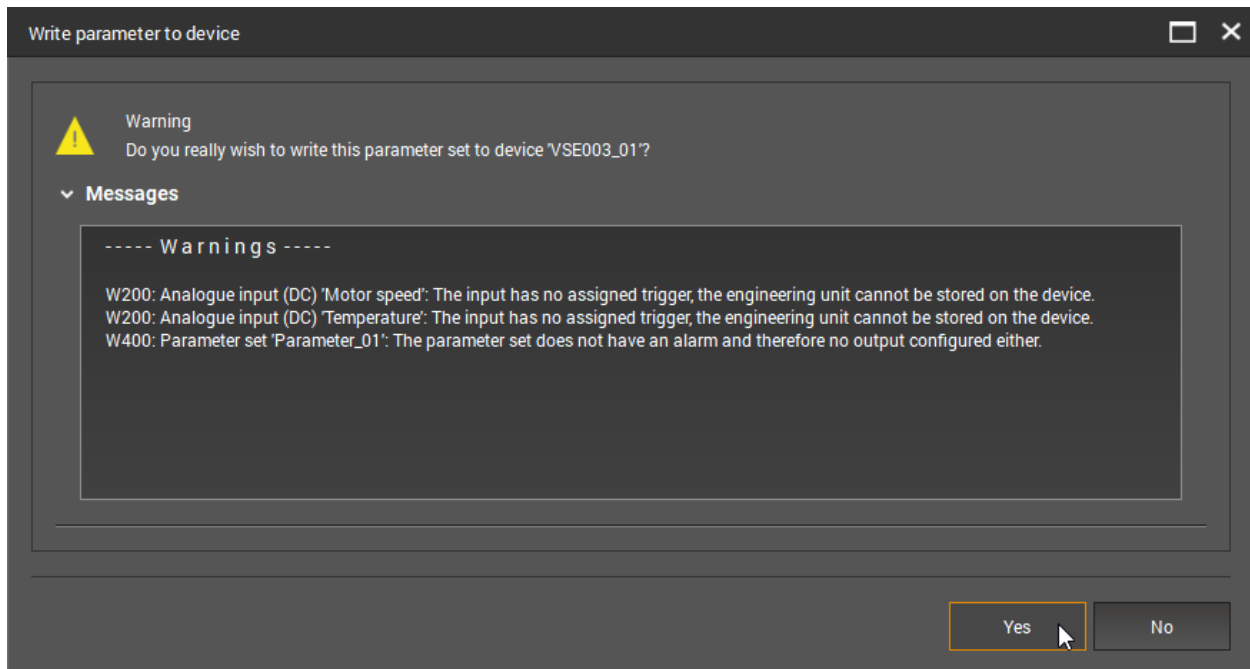 Write parameter to device
Warning
Do you really wish to write this parameter set to device 'VSE003_01'?
Messages
----- W a r n i n g s -----
W200: Analogue input (DC) 'Motor speed': The input has no assigned trigger, the engineering unit cannot be stored on the device.
W200: Analogue input (DC) 'Temperature': The input has no assigned trigger, the engineering unit cannot be stored on the device.
W400: Parameter set 'Parameter_01': The parameter set does not have an alarm and therefore no output configured either.
Yes No